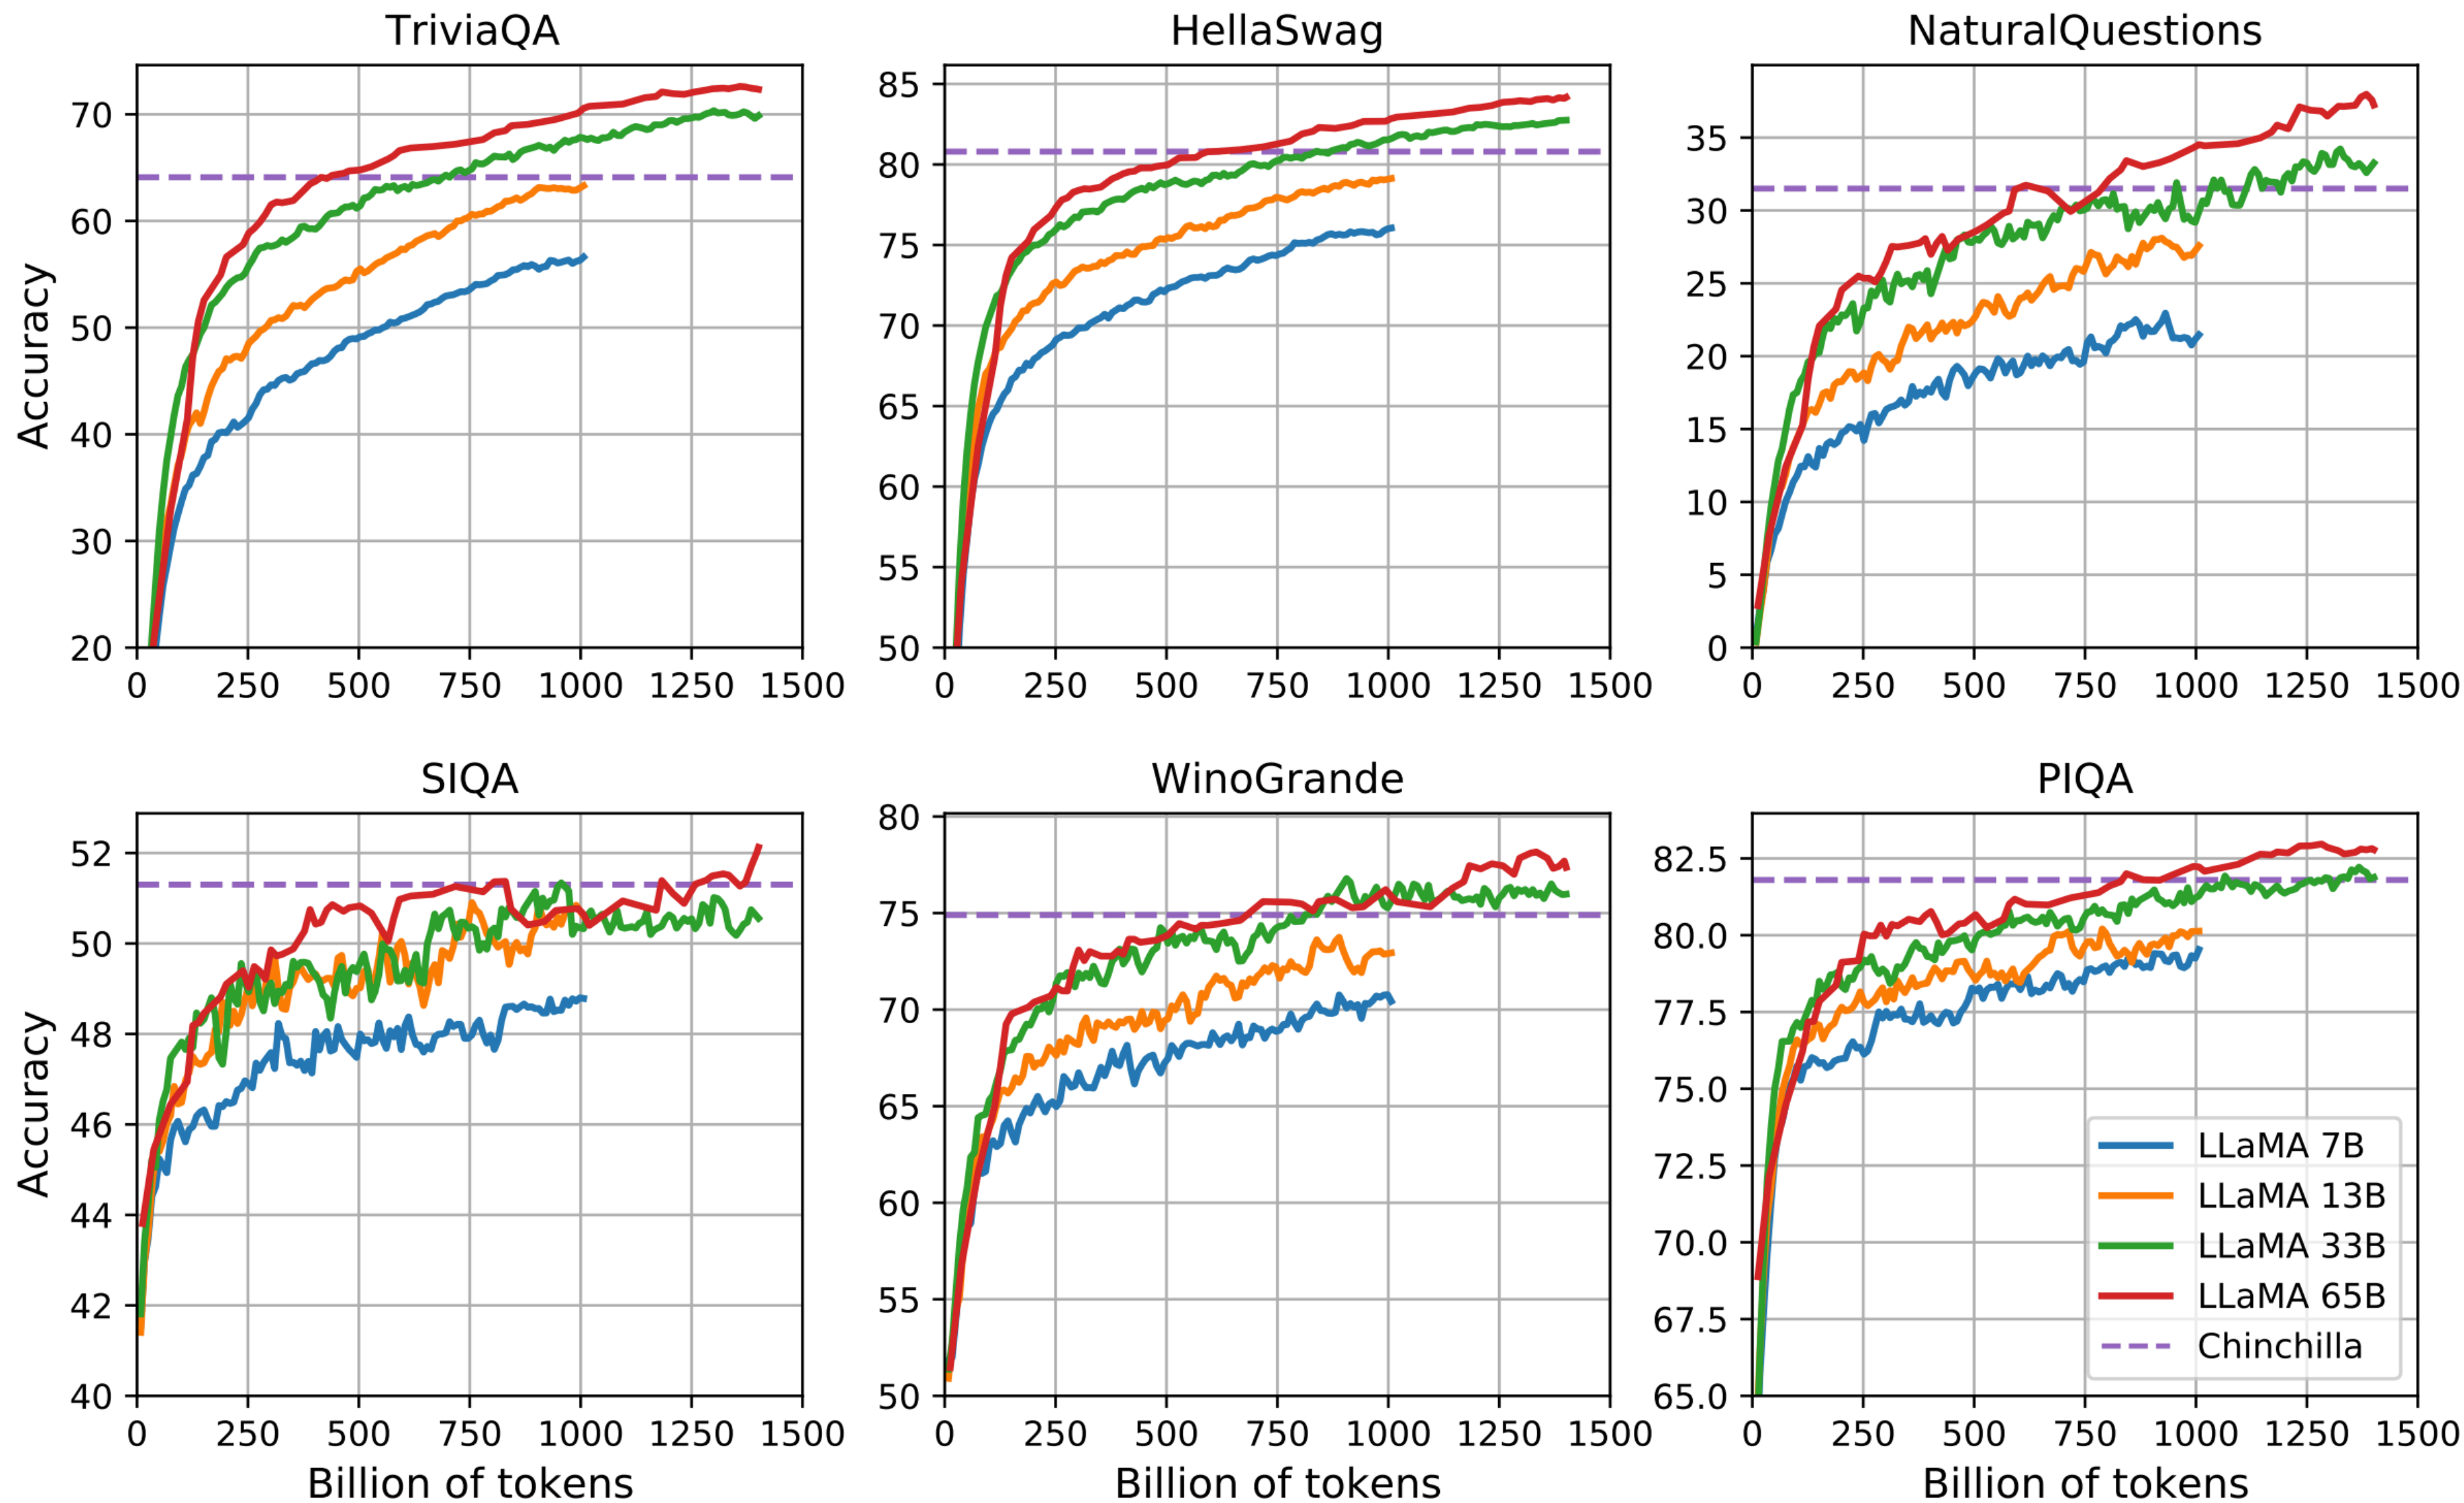 TriviaQA
HellaSwag
NaturalQuestions
Accuracy
70
60
50
40
30
20
0 250 500 750 1000 1250 1500
85
80
75
70
65
60
55
50
0 250 500 750 1000 1250 1500
35
30
25
20
15
10
5
0
0 250 500 750 1000 1250 1500
SIQA
WinoGrande
PIQA
Accuracy
52
50
48
46
44
42
40
0 250 500 750 1000 1250 1500
Billion of tokens
80
75
70
65
60
55
50
0 250 500 750 1000 1250 1500
Billion of tokens
82.5
80.0
77.5
75.0
72.5
70.0
67.5
65.0
LLaMA 7B
LLaMA 13B
LLaMA 33B
LLaMA 65B
Chinchilla
0 250 500 750 1000 1250 1500
Billion of tokens